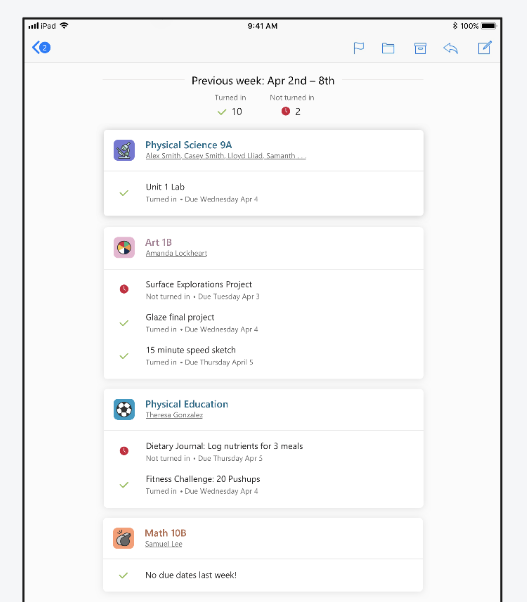 iPad
9:41 AM
100%
2
Previous week: Apr 2nd – 8th
Turned in
Not turned in
10
2
Physical Science 9A
Alex Smith, Casey Smith, Lloyd Uliad, Samanth ....
Unit 1 Lab
Turned in • Due Wednesday Apr 4
Art 1B
Amanda Lockheart
Surface Explorations Project
Not turned in • Due Tuesday Apr 3
Glaze final project
Turned in • Due Wednesday Apr 4
15 minute speed sketch
Turned in • Due Thursday April 5
Physical Education
Theresa Gonzalez
Dietary Journal: Log nutrients for 3 meals
Not turned in • Due Thursday Apr 5
Fitness Challenge: 20 Pushups
Turned in • Due Wednesday Apr 4
Math 10B
Samuel Lee
No due dates last week!